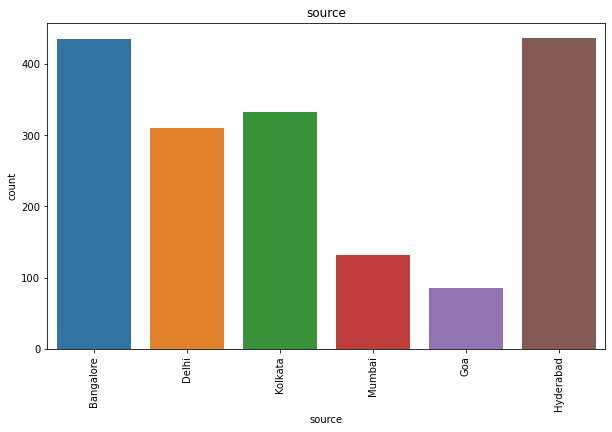 source
400
300
200
100
0
count
Bangalore
Delhi
Kolkata
Mumbai
Goa
Hyderabad
source